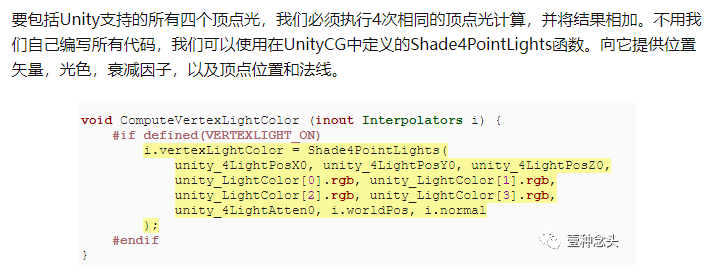 要包括Unity支持的所有四个顶点光，我们必须执行4次相同的顶点光计算，并将结果相加。不用我
们自己编写所有代码，我们可以使用在UnityCG中定义的Shade4PointLights函数。向它提供位置
矢量，光色，衰减因子，以及顶点位置和法线。
void ComputeVertexLightColor (inout Interpolators i) {
#if defined(VERTEXLIGHT_ON)
i.vertexLightColor = Shade4PointLights(
unity_4LightPosX0, unity_4LightPosY0, unity_4LightPosZ0,
unity_LightColor[0].rgb, unity_LightColor[1].rgb,
unity_LightColor[2].rgb, unity_LightColor[3].rgb,
unity_4LightAtten0, i.worldPos, i.normal
);
#endif
}
壹种念头